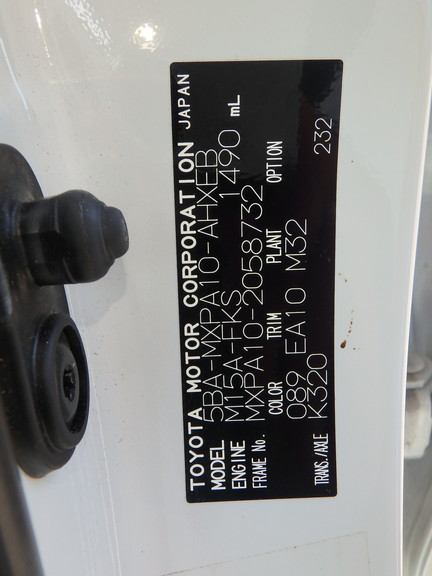 TOYOTA MOTOR CORPORATION JAPAN
MODEL 5BA-MXPA10-AHXEB
ENGINE M15A-FKS 1490 mL
FRAME No. MXPA10-2058732
COLOR TRIM PLANT OPTION
089 EA10 M32
TRANS./AXLE K320 232